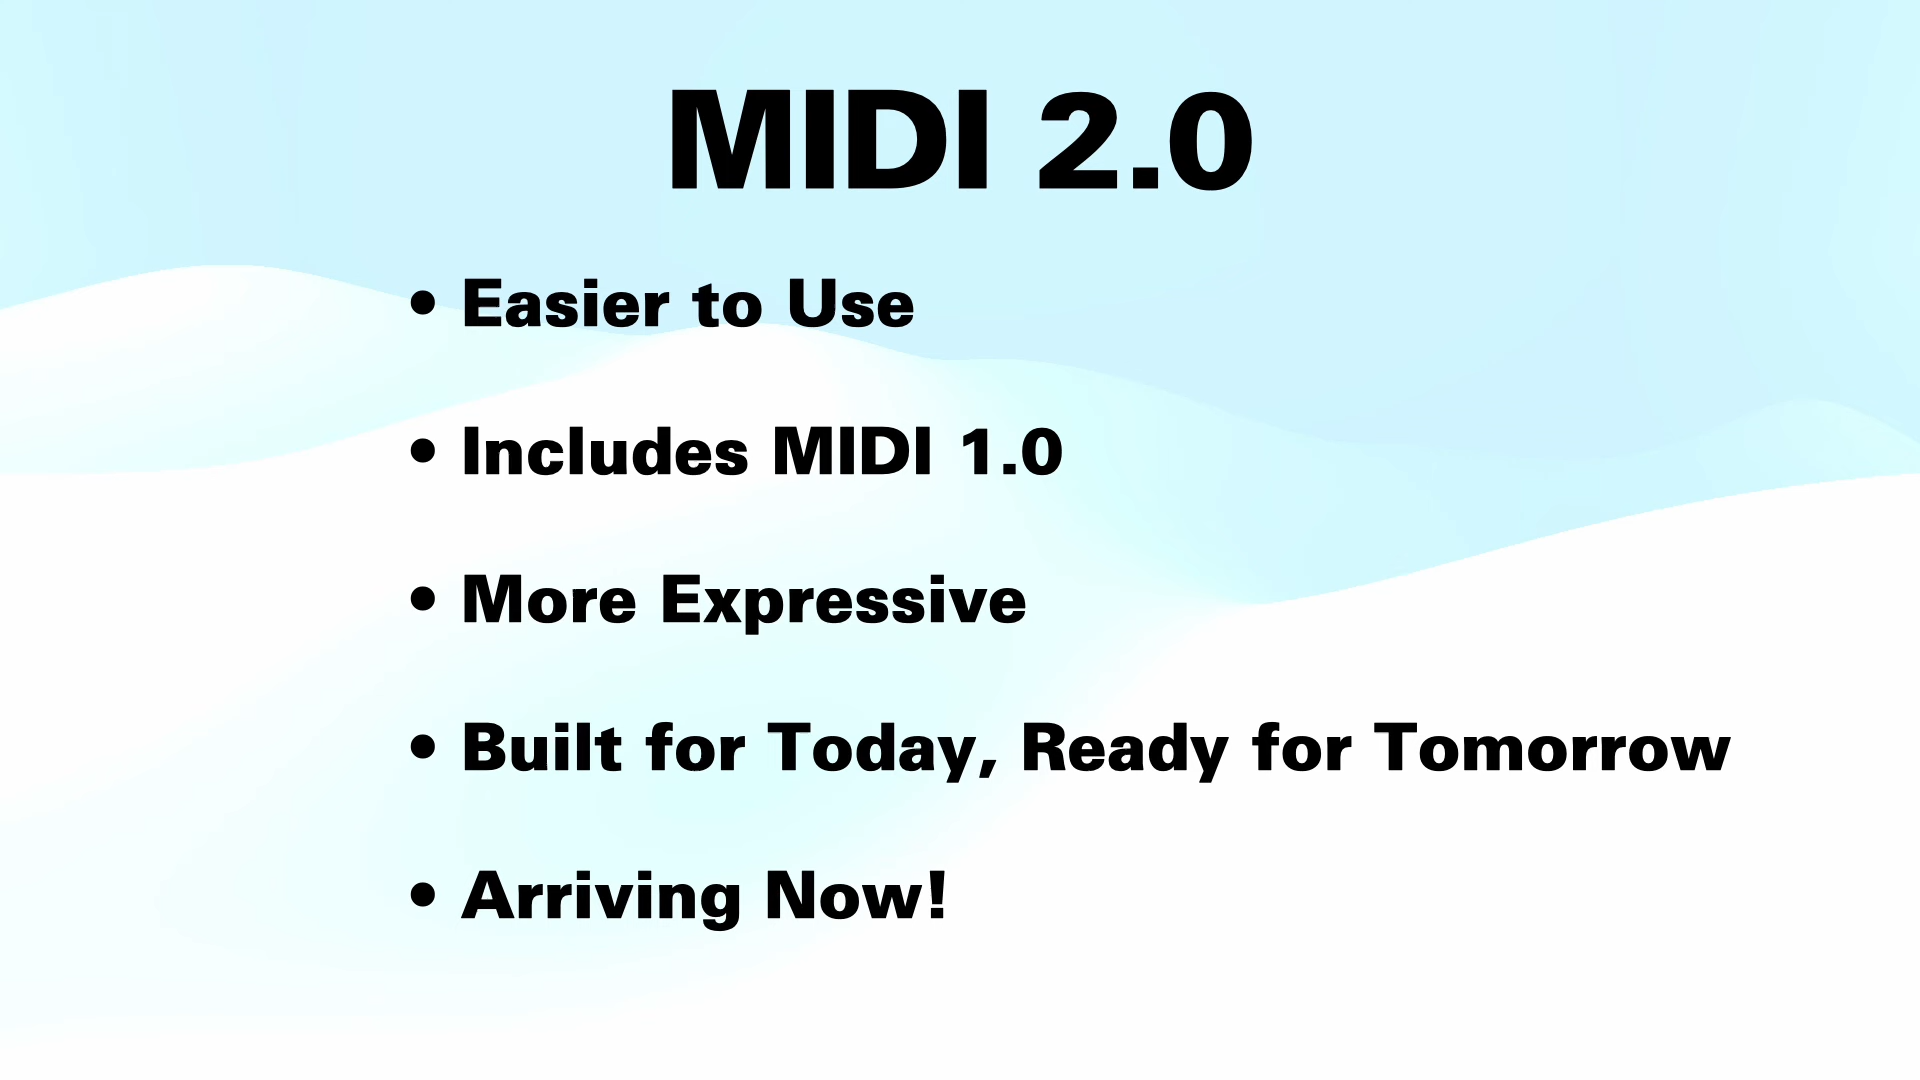 MIDI 2.0
• Easier to Use
• Includes MIDI 1.0
• More Expressive
• Built for Today, Ready for Tomorrow
• Arriving Now!